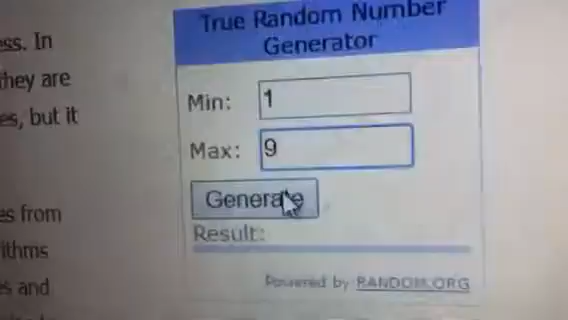 ess. In
they are
es, but it
es from
ithms
es and
True Random Number
Generator
Min: 1
Max: 9
Generate
Result:
Powered by RANDOM.ORG